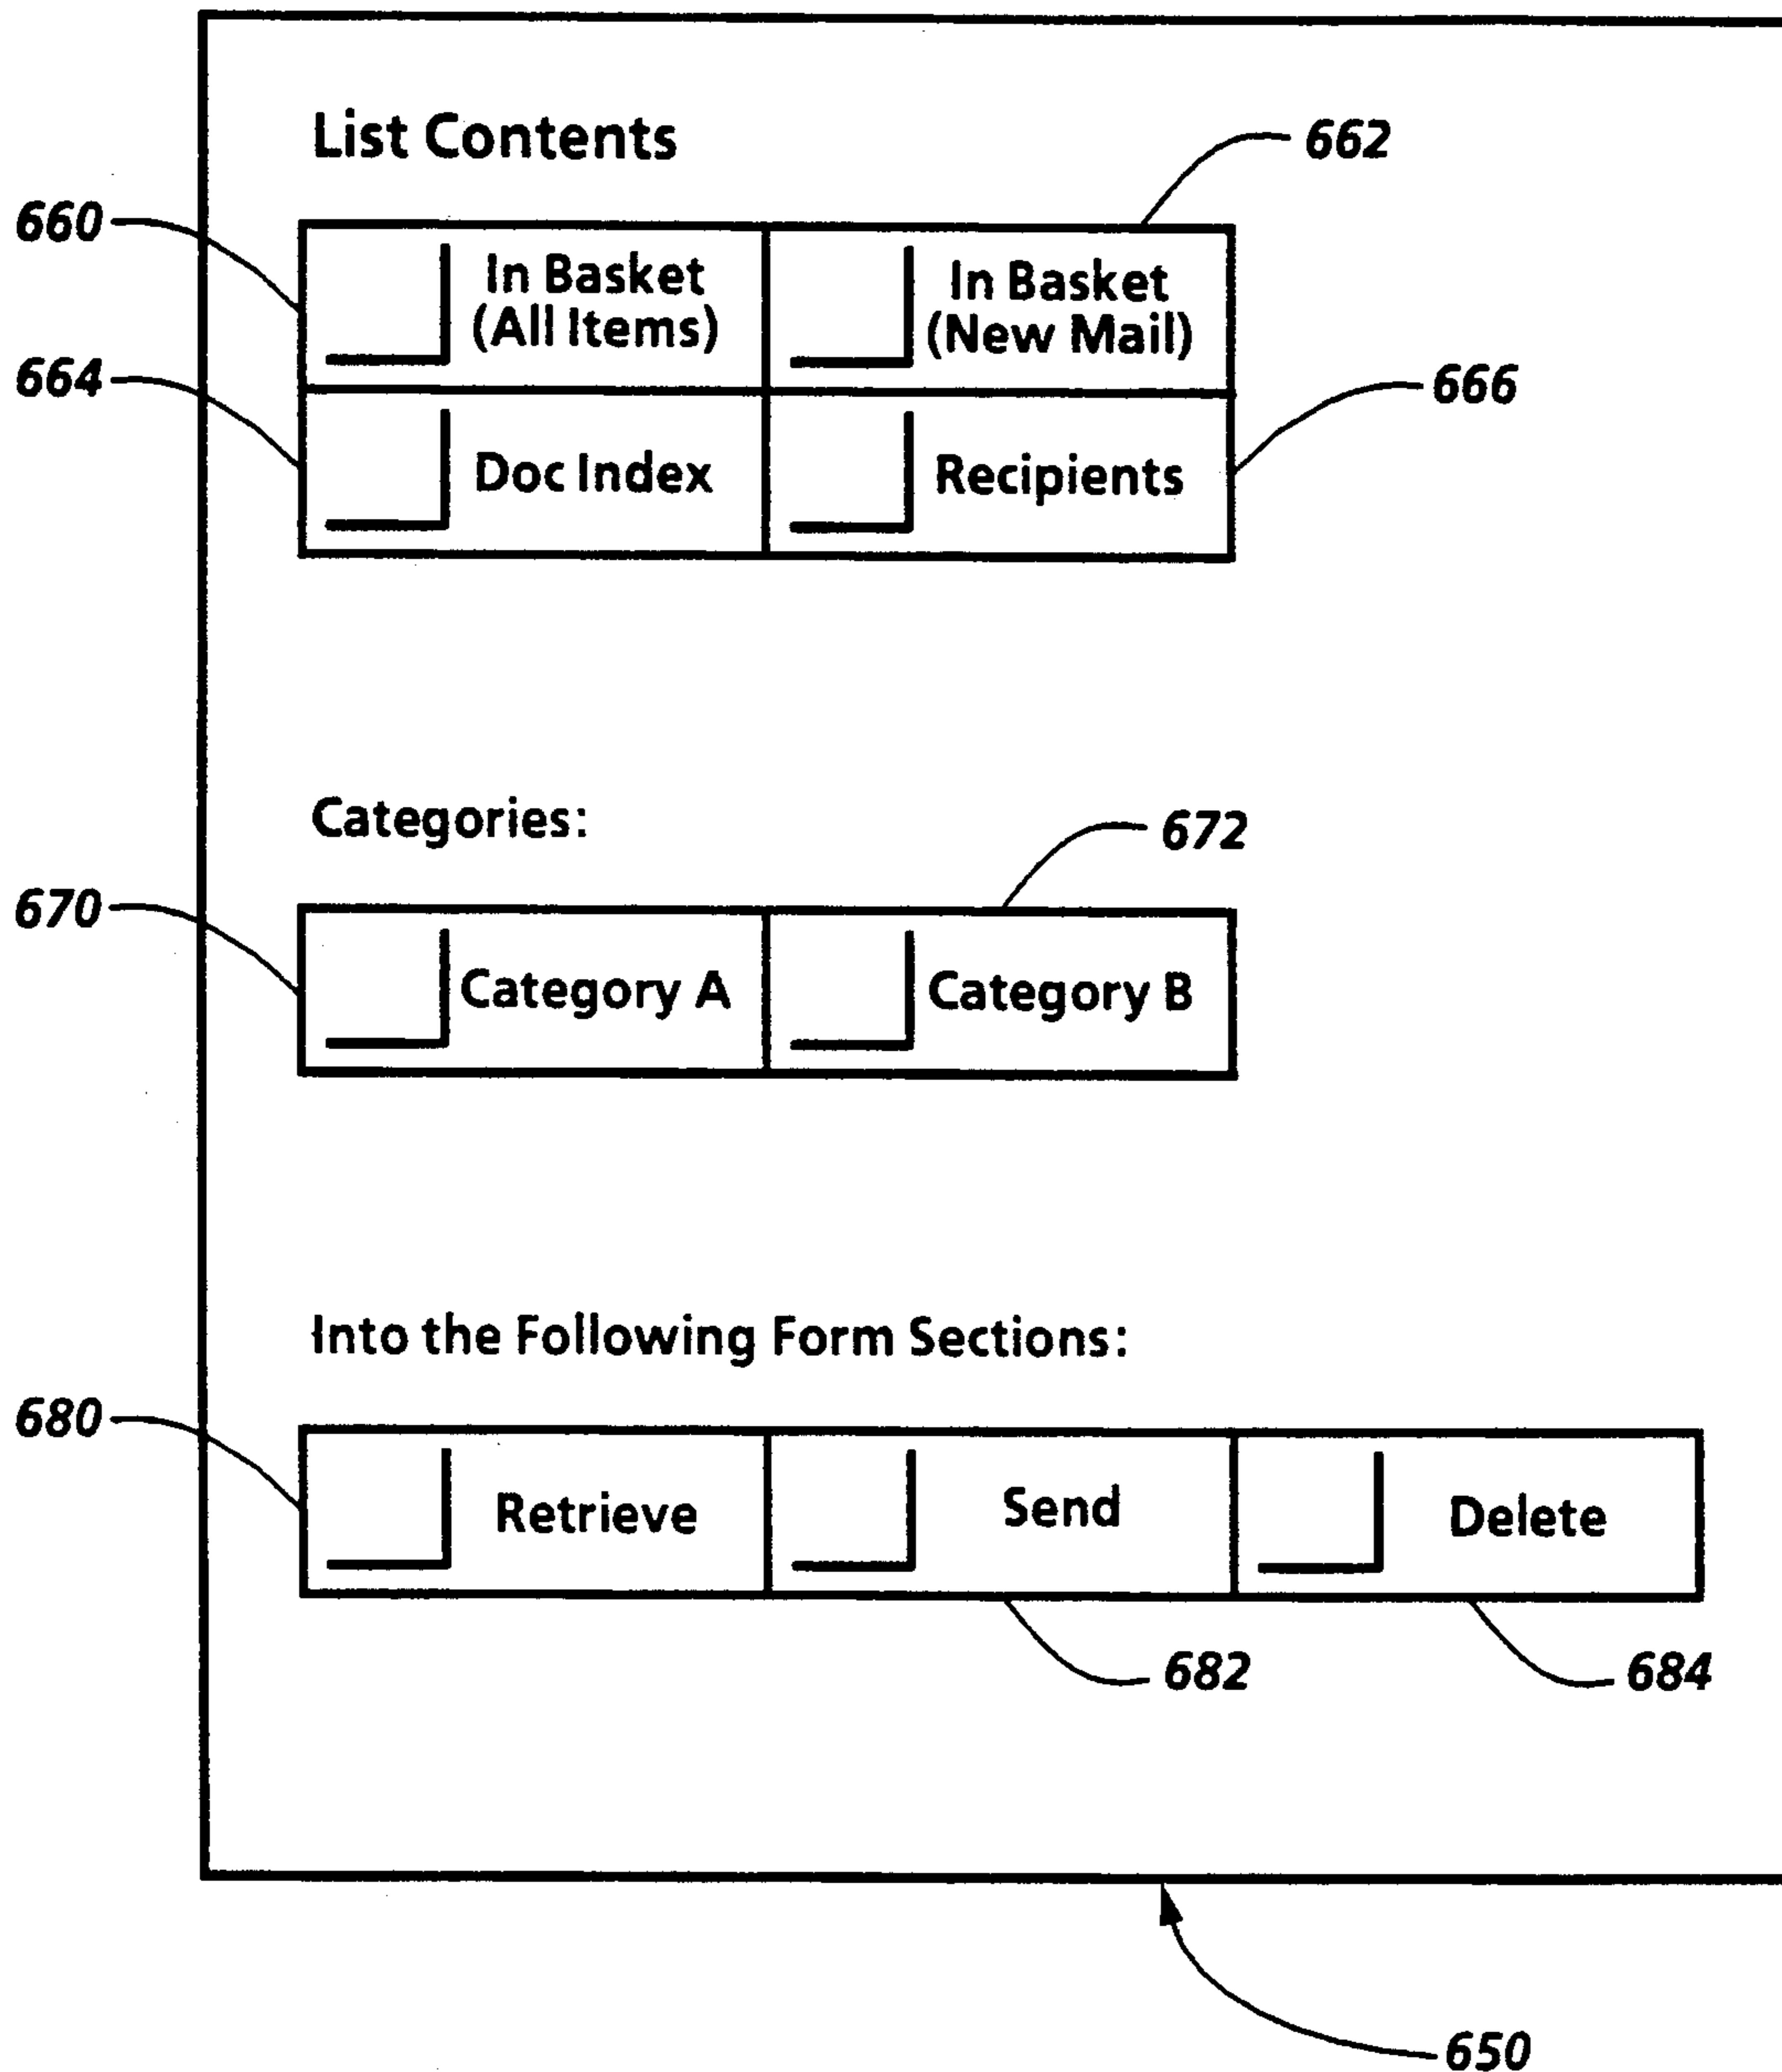 List Contents
662
660
In Basket
(All Items)
In Basket
(New Mail)
664
666
Doc Index
Recipients
Categories:
672
670
Category A
Category B
Into the Following Form Sections:
680
Retrieve
Send
Delete
682
684
650